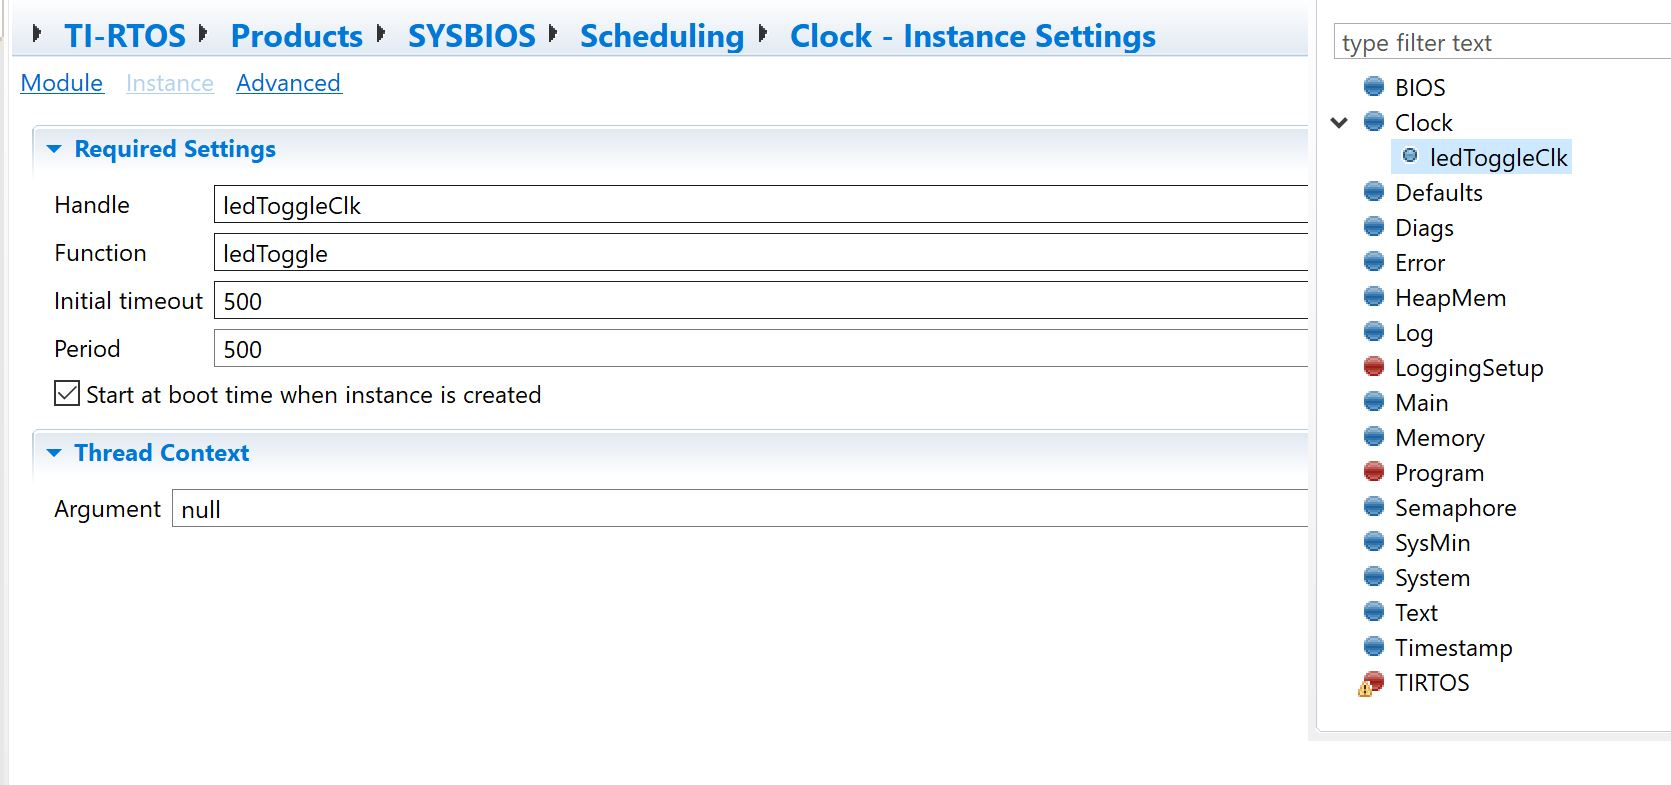 TI-RTOS Products SYSBIOS Scheduling Clock - Instance Settings
Module Instance Advanced
Required Settings
Handle ledToggleClk
Function ledToggle
Initial timeout 500
Period 500
Start at boot time when instance is created
Thread Context
Argument null
type filter text
BIOS
Clock
ledToggleClk
Defaults
Diags
Error
HeapMem
Log
LoggingSetup
Main
Memory
Program
Semaphore
SysMin
System
Text
Timestamp
TIRTOS